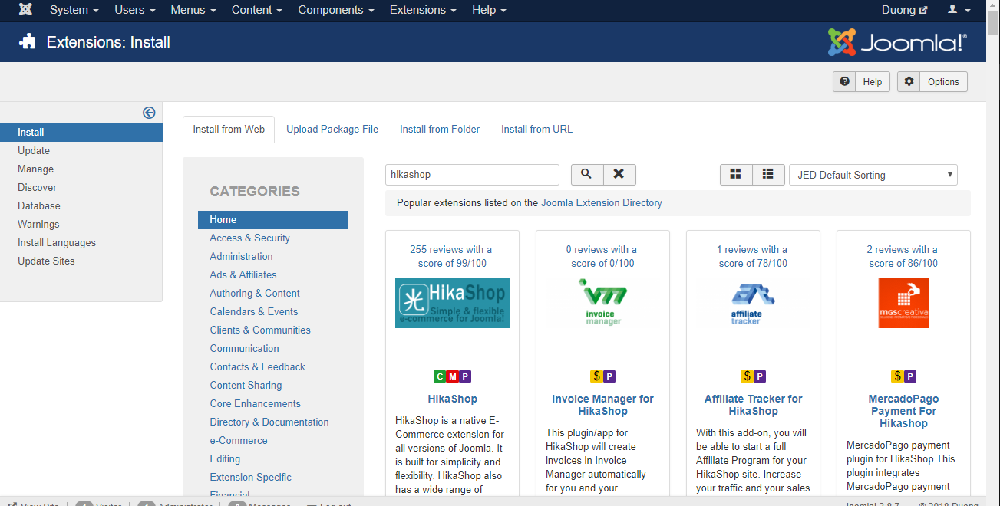 System Users Menus Content Components Extensions Help Duong
Extensions: Install Joomla!®
Help Options
Install
Update
Manage
Discover
Database
Warnings
Install Languages
Update Sites
Install from Web Upload Package File Install from Folder Install from URL
CATEGORIES
Home
Access & Security
Administration
Ads & Affiliates
Authoring & Content
Calendars & Events
Clients & Communities
Communication
Contacts & Feedback
Content Sharing
Core Enhancements
Directory & Documentation
e-Commerce
Editing
Extension Specific
Financial
hikashop
JED Default Sorting
Popular extensions listed on the Joomla Extension Directory
255 reviews with a
score of 99/100
HikaShop
Simple & flexible
e-commerce for Joomla!
C M P
HikaShop
HikaShop is a native E-
Commerce extension for
all versions of Joomla. It
is built for simplicity and
flexibility. HikaShop also
has a wide range of
0 reviews with a
score of 0/100
invoice
manager
$ P
Invoice Manager for
HikaShop
This plugin/app for
HikaShop will create
invoices in Invoice
Manager automatically
for you and your
1 reviews with a
score of 78/100
affiliate
tracker
$ P
Affiliate Tracker for
HikaShop
With this add-on, you will
be able to start a full
Affiliate Program for your
HikaShop site. Increase
your traffic and your sales
2 reviews with a
score of 86/100
mgscreativa
$ P
MercadoPago
Payment For
Hikashop
MercadoPago payment
plugin for HikaShop This
plugin integrates
MercadoPago payment
View Site Visitor Administrator Messages Log out Joomla! 3.8.7 © 2018 Duong